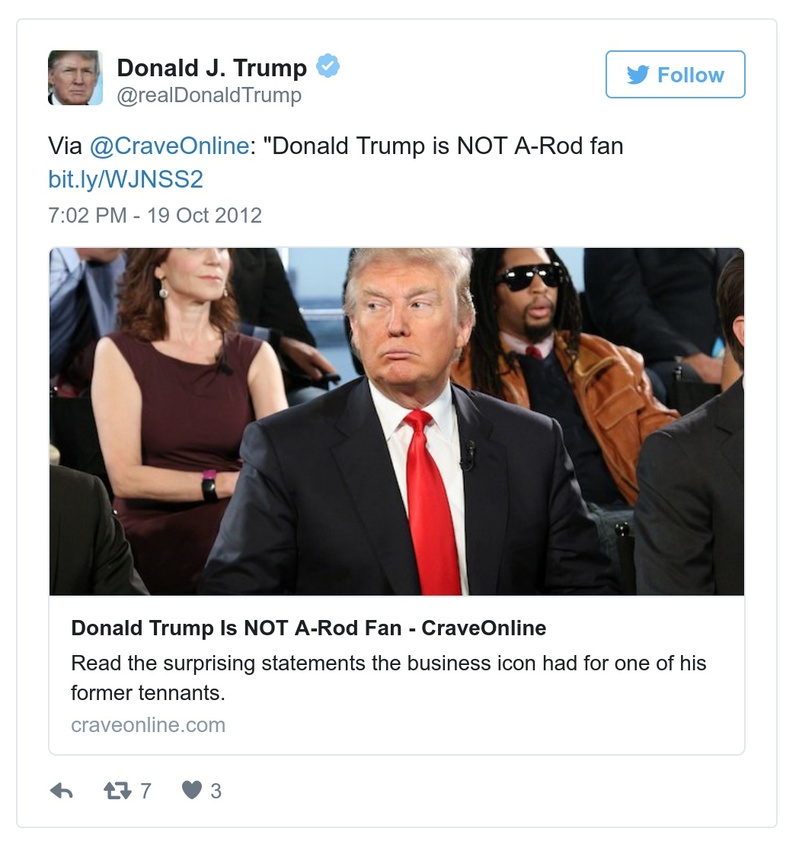 Donald J. Trump
@realDonaldTrump
Follow
Via @CraveOnline: "Donald Trump is NOT A-Rod fan
bit.ly/WJNSS2
7:02 PM - 19 Oct 2012
Donald Trump Is NOT A-Rod Fan - CraveOnline
Read the surprising statements the business icon had for one of his
former tennants.
craveonline.com
7
3